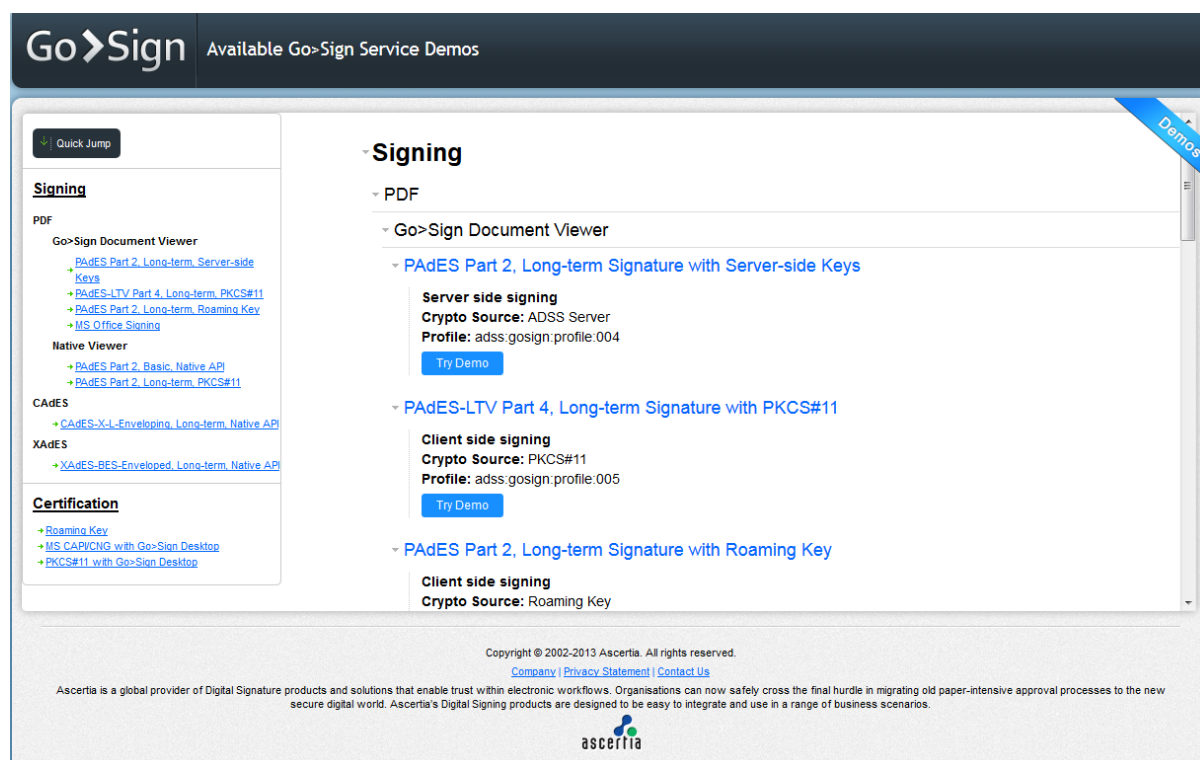 Go>Sign
Available Go>Sign Service Demos
Demos
Quick Jump
Signing
PDF
Go>Sign Document Viewer
PAdES Part 2, Long-term, Server-side
Keys
PAdES-LTV Part 4, Long-term, PKCS#11
PAdES Part 2, Long-term, Roaming Key
MS Office Signing
Native Viewer
PAdES Part 2, Basic, Native API
PAdES Part 2, Long-term, PKCS#11
CAdES
CAdES-X-L-Enveloping, Long-term, Native API
XAdES
XAdES-BES-Enveloped, Long-term, Native API
Certification
Roaming Key
MS CAPI/CNG with Go>Sign Desktop
PKCS#11 with Go>Sign Desktop
Signing
PDF
Go>Sign Document Viewer
PAdES Part 2, Long-term Signature with Server-side Keys
Server side signing
Crypto Source: ADSS Server
Profile: adss:gosign:profile:004
Try Demo
PAdES-LTV Part 4, Long-term Signature with PKCS#11
Client side signing
Crypto Source: PKCS#11
Profile: adss:gosign:profile:005
Try Demo
PAdES Part 2, Long-term Signature with Roaming Key
Client side signing
Crypto Source: Roaming Key
Copyright © 2002-2013 Ascertia. All rights reserved.
Company | Privacy Statement | Contact Us
Ascertia is a global provider of Digital Signature products and solutions that enable trust within electronic workflows. Organisations can now safely cross the final hurdle in migrating old paper-intensive approval processes to the new
secure digital world. Ascertia's Digital Signing products are designed to be easy to integrate and use in a range of business scenarios.
ascertia